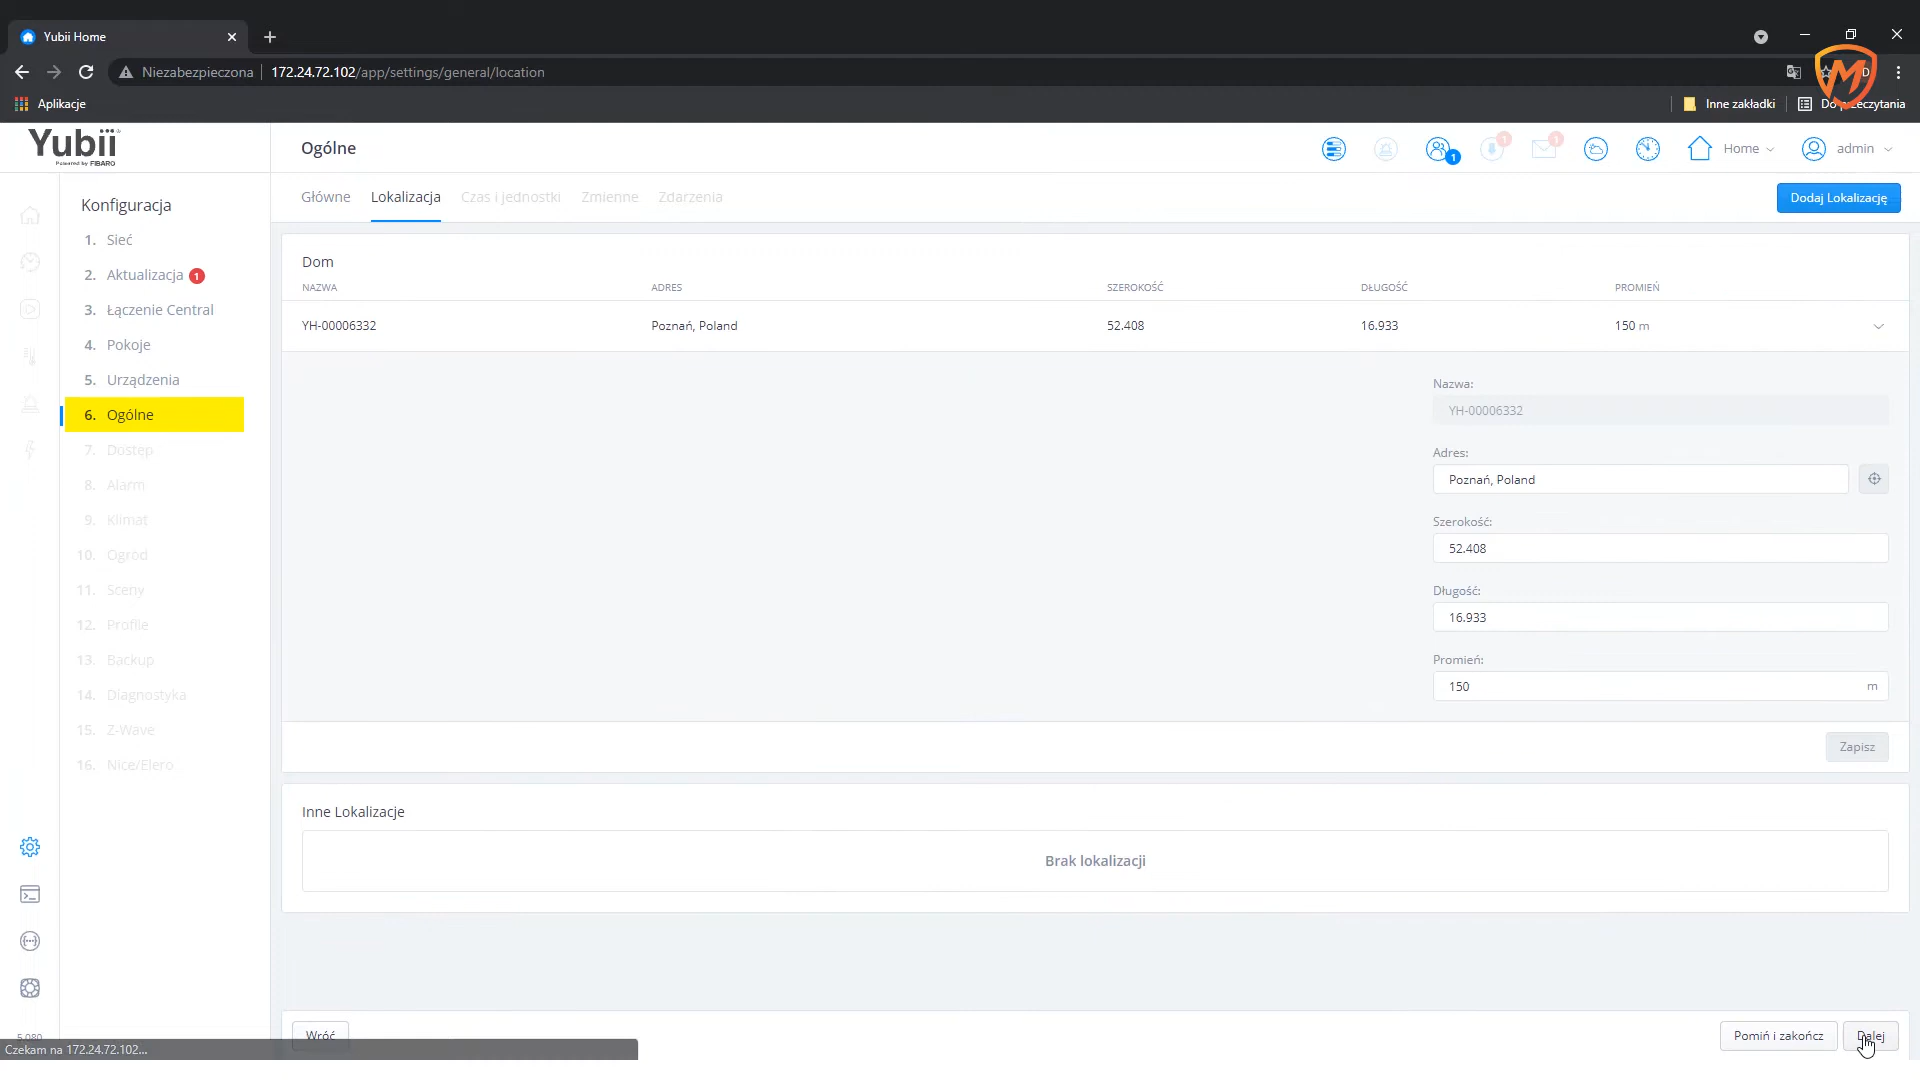 Yubii Home
Niezabezpieczona 172.24.72.102/app/settings/general/location
Aplikacje
Inne zakładki
Yubii
Powered by FIBARO
Ogólne
1
1
1
Home
admin
Główne
Lokalizacja
Czas i jednostki
Zmienne
Zdarzenia
Dodaj Lokalizację
Konfiguracja
1. Sieć
2. Aktualizacja 1
3. Łączenie Central
4. Pokoje
5. Urządzenia
6. Ogólne
7. Dostęp
8. Alarm
9. Klimat
10. Ogród
11. Sceny
12. Profile
13. Backup
14. Diagnostyka
15. Z-Wave
16. Nice/Elero
Dom
NAZWA ADRES SZEROKOŚĆ DŁUGOŚĆ PROMIEŃ
YH-00006332 Poznań, Poland 52.408 16.933 150 m
Nazwa:
YH-00006332
Adres:
Poznań, Poland
Szerokość:
52.408
Długość:
16.933
Promień:
150 m
Zapisz
Inne Lokalizacje
Brak lokalizacji
Wróć
Pomiń i zakończ
Dalej
Czekam na 172.24.72.102...